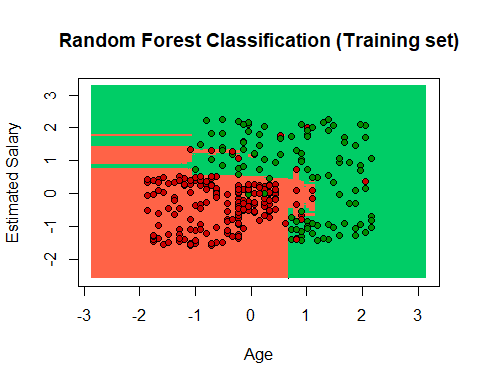 Random Forest Classification (Training set)
Estimated Salary
3
2
1
0
-1
-2
-3 -2 -1 0 1 2 3
Age